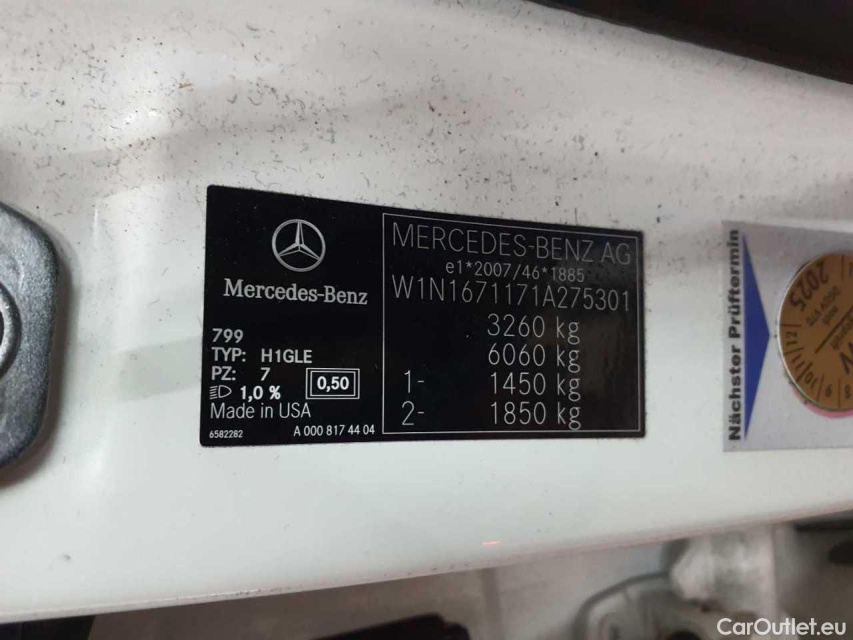 Mercedes-Benz
799
TYP: H1GLE
PZ: 7
0,50
1,0 %
Made in USA
6582282
A 000 817 44 04
MERCEDES-BENZ AG
e1*2007/46*1885
W1N1671171A275301
3260 kg
6060 kg
1- 1450 kg
2- 1850 kg
Nächster Prüftermin
2025
CarOutlet.eu